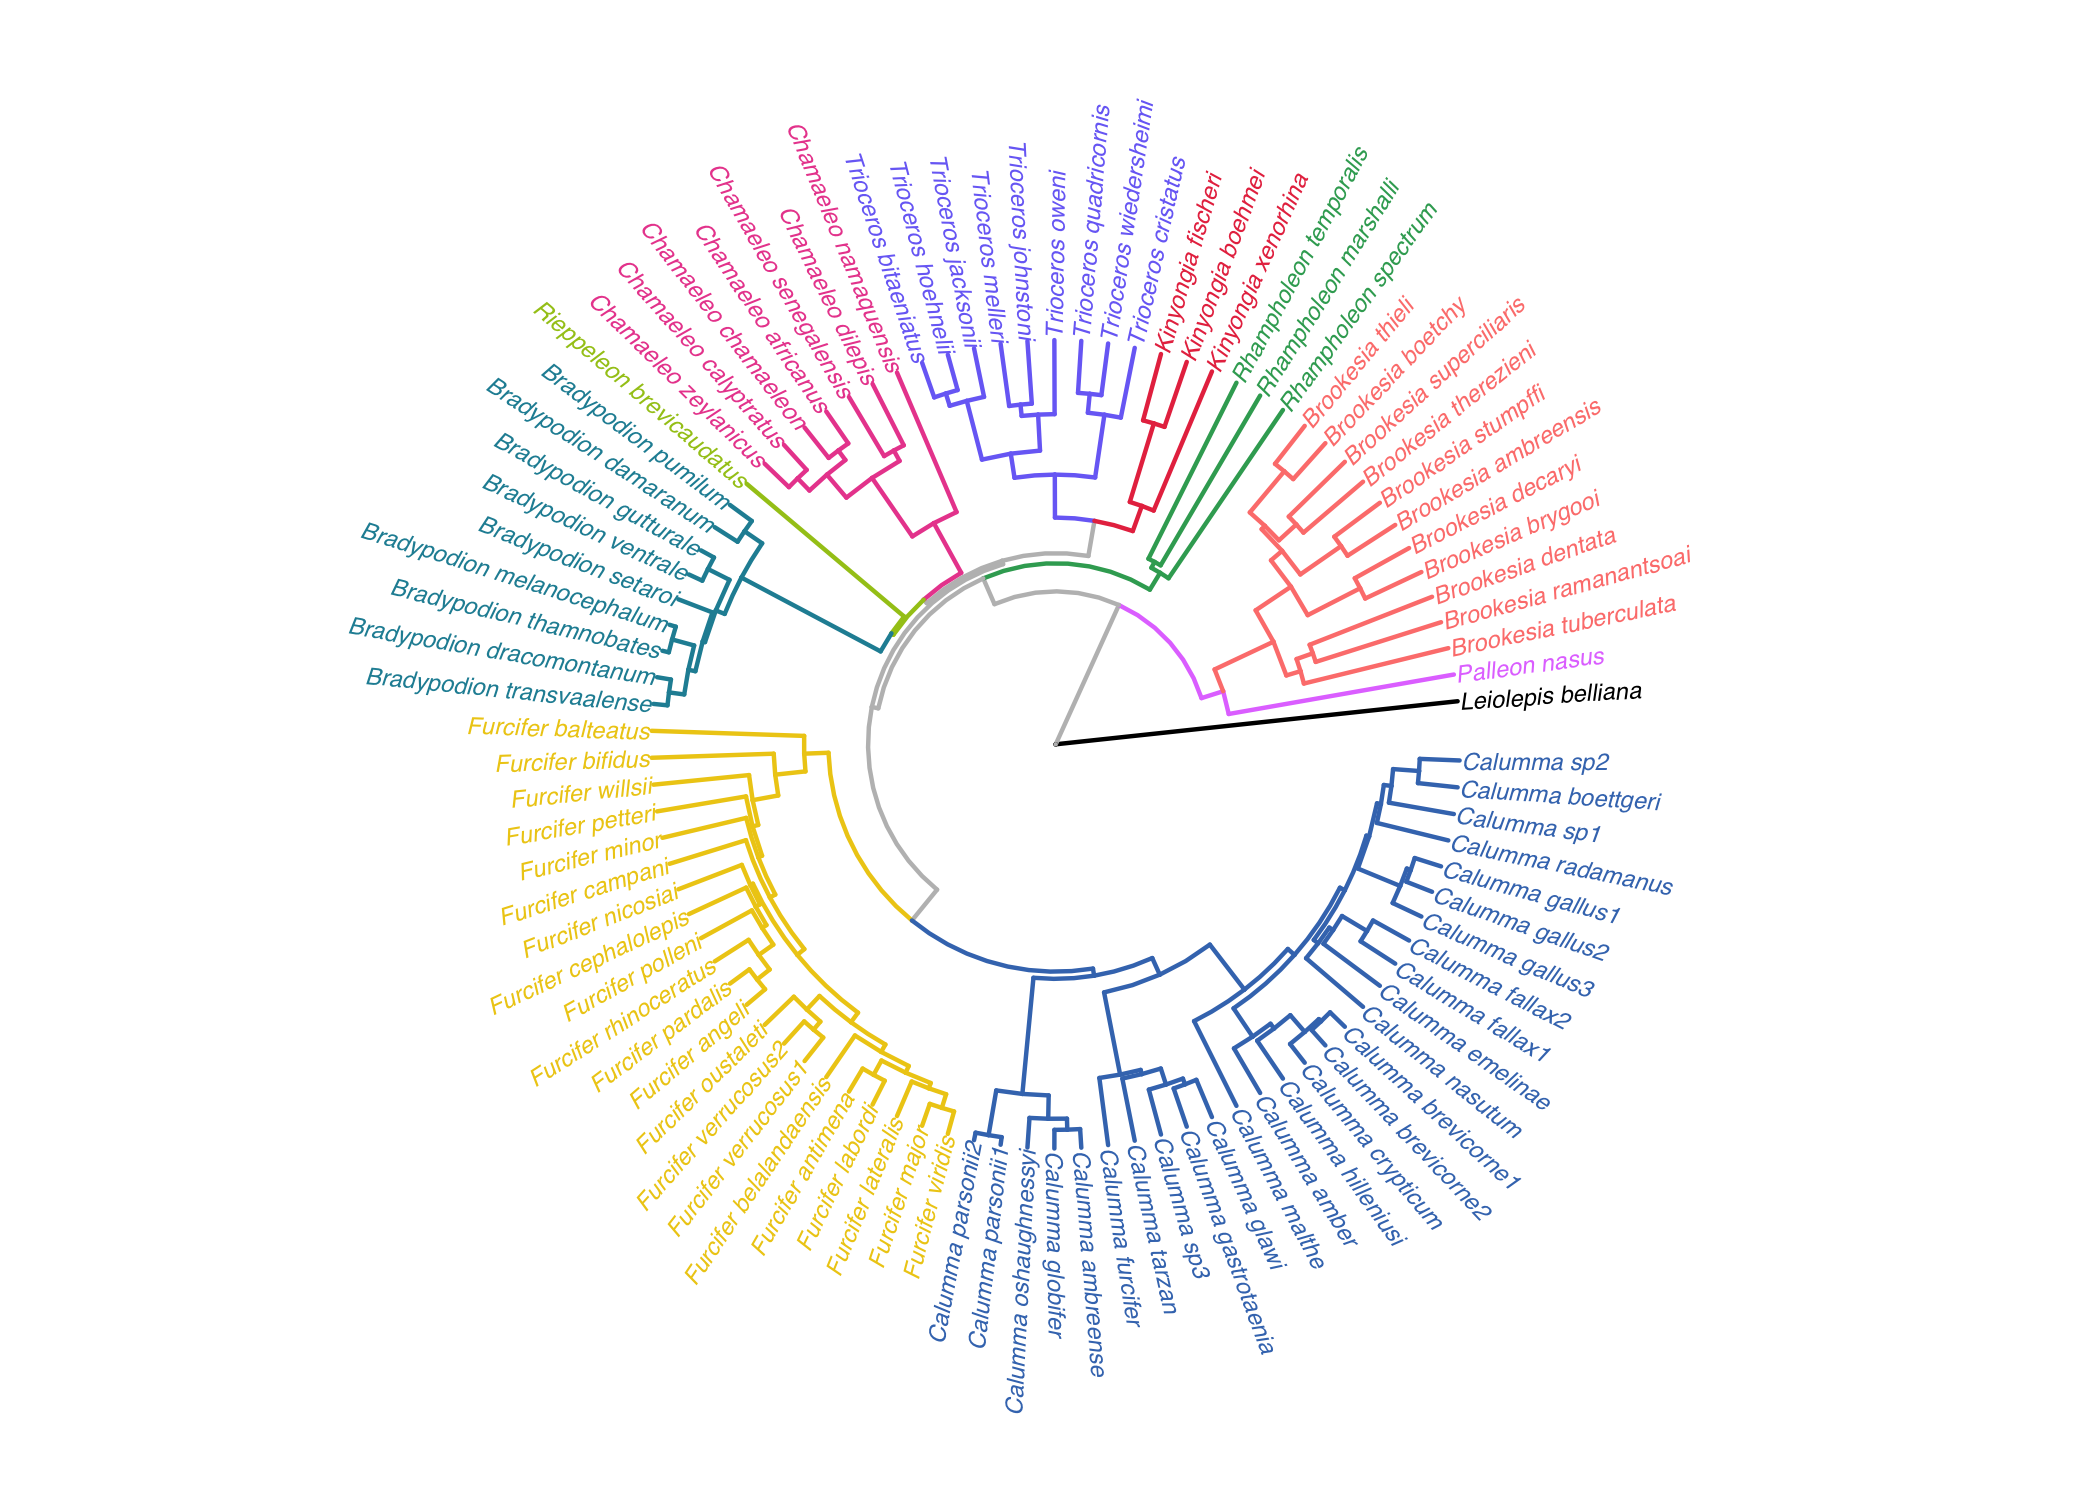 Chamaeleo namaquensis
Trioceros bitaeniatus
Trioceros hoehnelii
Trioceros jacksonii
Trioceros melleri
Trioceros johnstoni
Trioceros oweni
Trioceros quadricornis
Trioceros wiedersheimi
Trioceros cristatus
Kinyongia fischeri
Kinyongia boehmei
Kinyongia xenorhina
Rhampholeon temporalis
Rhampholeon marshalli
Rhampholeon spectrum
Brookesia thieli
Brookesia boetchy
Brookesia superciliaris
Brookesia therezieni
Brookesia stumpffi
Brookesia ambreensis
Brookesia decaryi
Brookesia brygooi
Brookesia dentata
Brookesia ramanantsoai
Brookesia tuberculata
Palleon nasus
Leiolepis belliana
Calumma sp2
Calumma boettgeri
Calumma sp1
Calumma radamanus
Calumma gallus1
Calumma gallus2
Calumma gallus3
Calumma fallax2
Calumma fallax1
Calumma emelinae
Calumma nasutum
Calumma brevicorne1
Calumma brevicorne2
Calumma crypticum
Calumma hilleniusi
Calumma amber
Calumma malthe
Calumma glawi
Calumma gastrotaenia
Calumma sp3
Calumma tarzan
Calumma furcifer
Calumma ambreense
Calumma globifer
Calumma oshaughnessyi
Calumma parsonii1
Calumma parsonii2
Furcifer viridis
Furcifer major
Furcifer lateralis
Furcifer labordi
Furcifer antimena
Furcifer belalandaensis
Furcifer verrucosus1
Furcifer verrucosus2
Furcifer oustaleti
Furcifer angeli
Furcifer pardalis
Furcifer rhinoceratus
Furcifer polleni
Furcifer cephalolepis
Furcifer nicosiai
Furcifer campani
Furcifer minor
Furcifer petteri
Furcifer willsii
Furcifer bifidus
Furcifer balteatus
Bradypodion transvaalense
Bradypodion dracomontanum
Bradypodion thamnobates
Bradypodion melanocephalum
Bradypodion setaroi
Bradypodion ventrale
Bradypodion gutturale
Bradypodion damaranum
Bradypodion pumilum
Rieppeleon brevicaudatus
Chamaeleo zeylanicus
Chamaeleo calyptratus
Chamaeleo chamaeleon
Chamaeleo africanus
Chamaeleo senegalensis
Chamaeleo dilepis